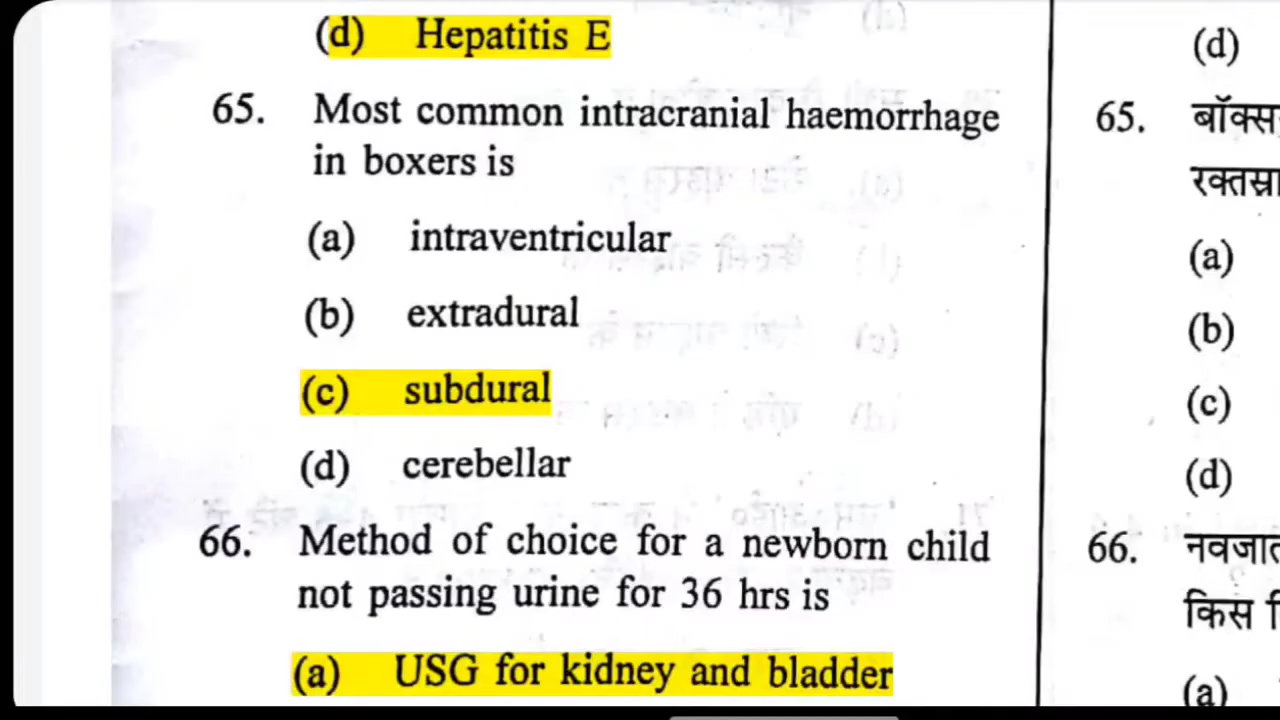 (d) Hepatitis E
65. Most common intracranial haemorrhage
in boxers is
(a) intraventricular
(b) extradural
(c) subdural
(d) cerebellar
66. Method of choice for a newborn child
not passing urine for 36 hrs is
(a) USG for kidney and bladder
(d)
65. बॉक्स
रक्तस्रा
(a)
(b)
(c)
(d)
66. नवजात
किस
(a)